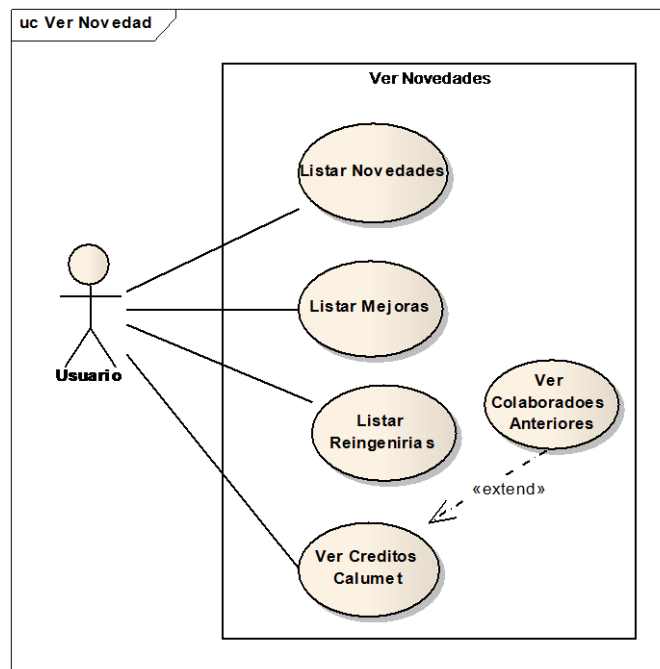 uc Ver Novedad
Ver Novedades
Listar Novedades
Listar Mejoras
Usuario
Ver
Colaboradoes
Anteriores
Listar
Reingenirias
«extend»
Ver Creditos
Calumet